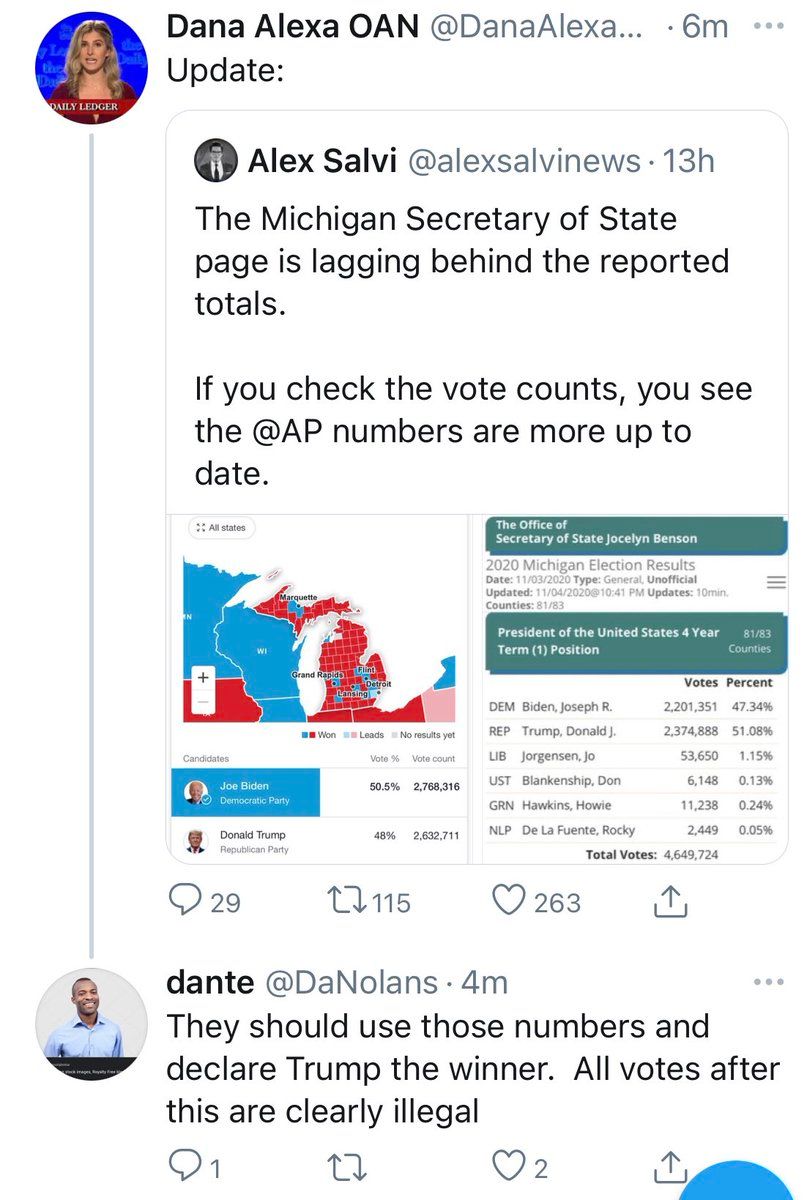 Dana Alexa OAN @DanaAlexa... · 6m ...
Update:
DAILY LEDGER
Alex Salvi @alexsalvinews · 13h
The Michigan Secretary of State
page is lagging behind the reported
totals.
If you check the vote counts, you see
the @AP numbers are more up to
date.
All states
Marquette
MN
WI
Grand Rapids
Flint
Detroit
Lansing
+
−
Won Leads No results yet
Candidates Vote % Vote count
Joe Biden 50.5% 2,768,316
Democratic Party
Donald Trump 48% 2,632,711
Republican Party
The Office of
Secretary of State Jocelyn Benson
2020 Michigan Election Results
Date: 11/03/2020 Type: General, Unofficial
Updated: 11/04/2020@10:41 PM Updates: 10min.
Counties: 81/83
President of the United States 4 Year 81/83
Term (1) Position Counties
Votes Percent
DEM Biden, Joseph R. 2,201,351 47.34%
REP Trump, Donald J. 2,374,888 51.08%
LIB Jorgensen, Jo 53,650 1.15%
UST Blankenship, Don 6,148 0.13%
GRN Hawkins, Howie 11,238 0.24%
NLP De La Fuente, Rocky 2,449 0.05%
Total Votes: 4,649,724
29 115 263
dante @DaNolans · 4m ...
They should use those numbers and
declare Trump the winner.  All votes after
this are clearly illegal
1 2